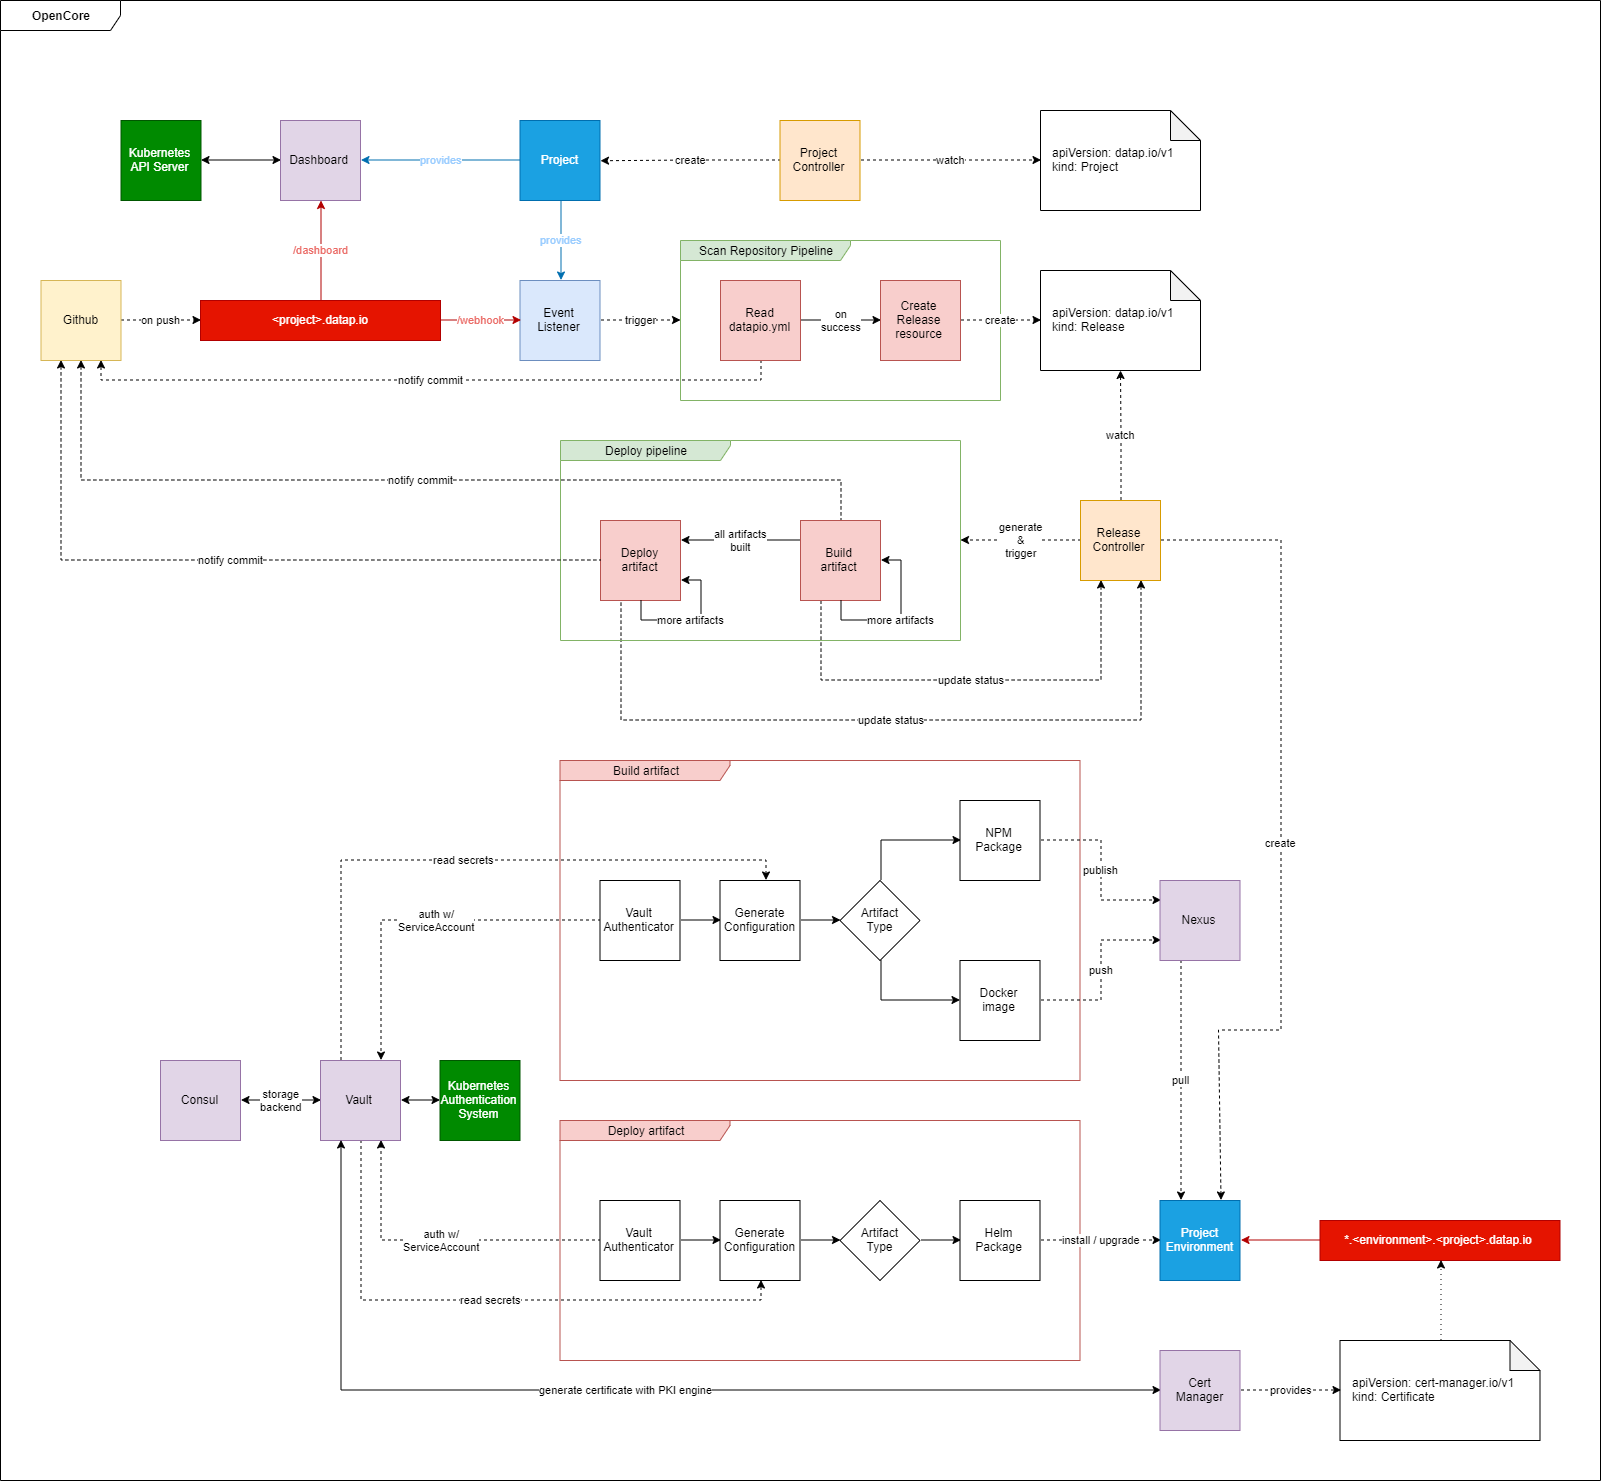 OpenCore
Kubernetes
API Server
Dashboard
provides
Project
create
Project
Controller
watch
apiVersion: datap.io/v1
kind: Project
/dashboard
provides
Scan Repository Pipeline
Github
on push
<project>.datap.io
/webhook
Event
Listener
trigger
Read
datapio.yml
on
success
Create
Release
resource
create
apiVersion: datap.io/v1
kind: Release
notify commit
watch
Deploy pipeline
notify commit
Deploy
artifact
all artifacts
built
Build
artifact
generate
&
trigger
Release
Controller
notify commit
more artifacts
more artifacts
update status
update status
Build artifact
NPM
Package
create
read secrets
publish
auth w/
ServiceAccount
Vault
Authenticator
Generate
Configuration
Artifact
Type
Nexus
push
Docker
image
Consul
storage
backend
Vault
Kubernetes
Authentication
System
pull
Deploy artifact
auth w/
ServiceAccount
Vault
Authenticator
Generate
Configuration
Artifact
Type
Helm
Package
install / upgrade
Project
Environment
*.<environment>.<project>.datap.io
read secrets
generate certificate with PKI engine
Cert
Manager
provides
apiVersion: cert-manager.io/v1
kind: Certificate